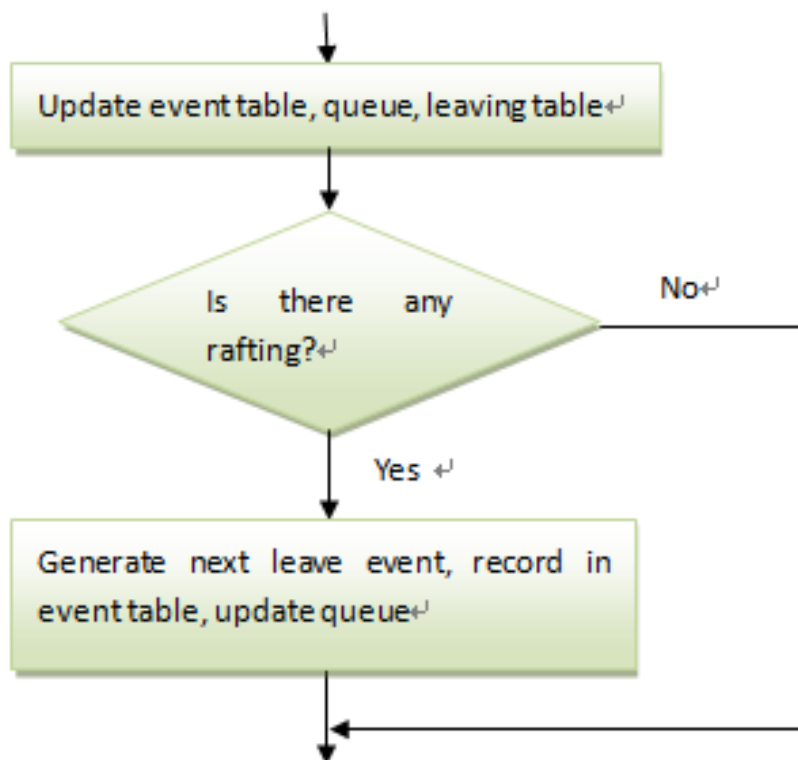 Update event table, queue, leaving table↵
Is there any
rafting?↵
No↵
Yes ↵
Generate next leave event, record in
event table, update queue↵